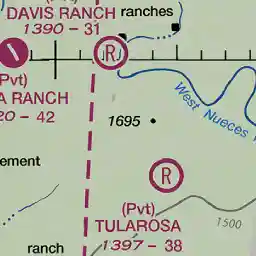 DAVIS RANCH
1390 – 31
ranches
R
(Pvt)
A RANCH
20 – 42
West Nueces
1695
ement
R
(Pvt)
TULAROSA
1397 – 38
1500
ranch